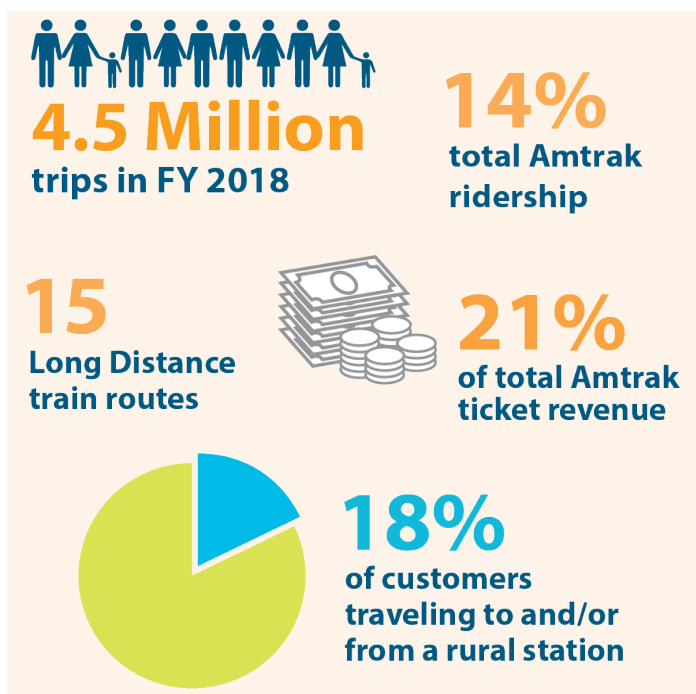 4.5 Million
trips in FY 2018
14%
total Amtrak
ridership
15
Long Distance
train routes
21%
of total Amtrak
ticket revenue
18%
of customers
traveling to and/or
from a rural station